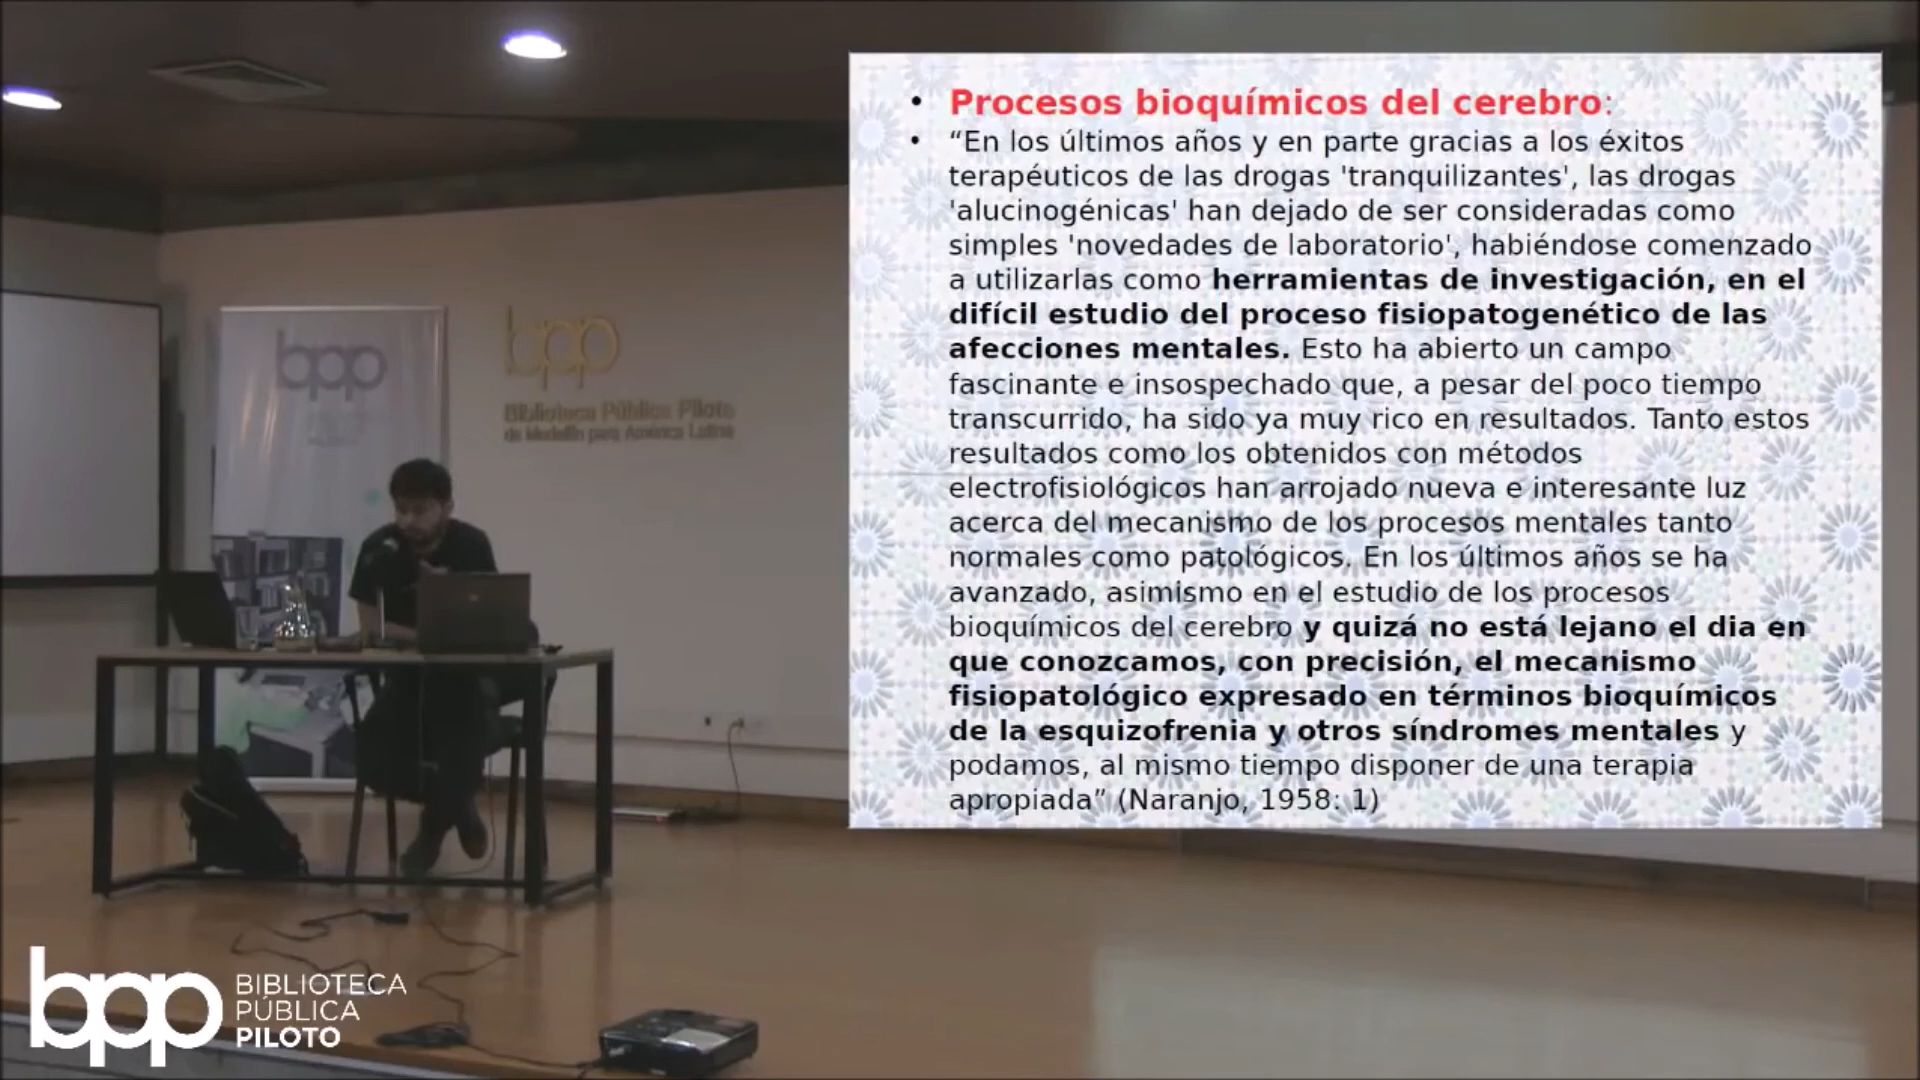 • Procesos bioquímicos del cerebro:
• “En los últimos años y en parte gracias a los éxitos
terapéuticos de las drogas 'tranquilizantes', las drogas
'alucinogénicas' han dejado de ser consideradas como
simples 'novedades de laboratorio', habiéndose comenzado
a utilizarlas como herramientas de investigación, en el
difícil estudio del proceso fisiopatogenético de las
afecciones mentales. Esto ha abierto un campo
fascinante e insospechado que, a pesar del poco tiempo
transcurrido, ha sido ya muy rico en resultados. Tanto estos
resultados como los obtenidos con métodos
electrofisiológicos han arrojado nueva e interesante luz
acerca del mecanismo de los procesos mentales tanto
normales como patológicos. En los últimos años se ha
avanzado, asimismo en el estudio de los procesos
bioquímicos del cerebro y quizá no está lejano el dia en
que conozcamos, con precisión, el mecanismo
fisiopatológico expresado en términos bioquímicos
de la esquizofrenia y otros síndromes mentales y
podamos, al mismo tiempo disponer de una terapia
apropiada” (Naranjo, 1958: 1)
bpp
bpp
Biblioteca Pública Piloto
de Medellín para América Latina
bpp
BIBLIOTECA
PÚBLICA
PILOTO